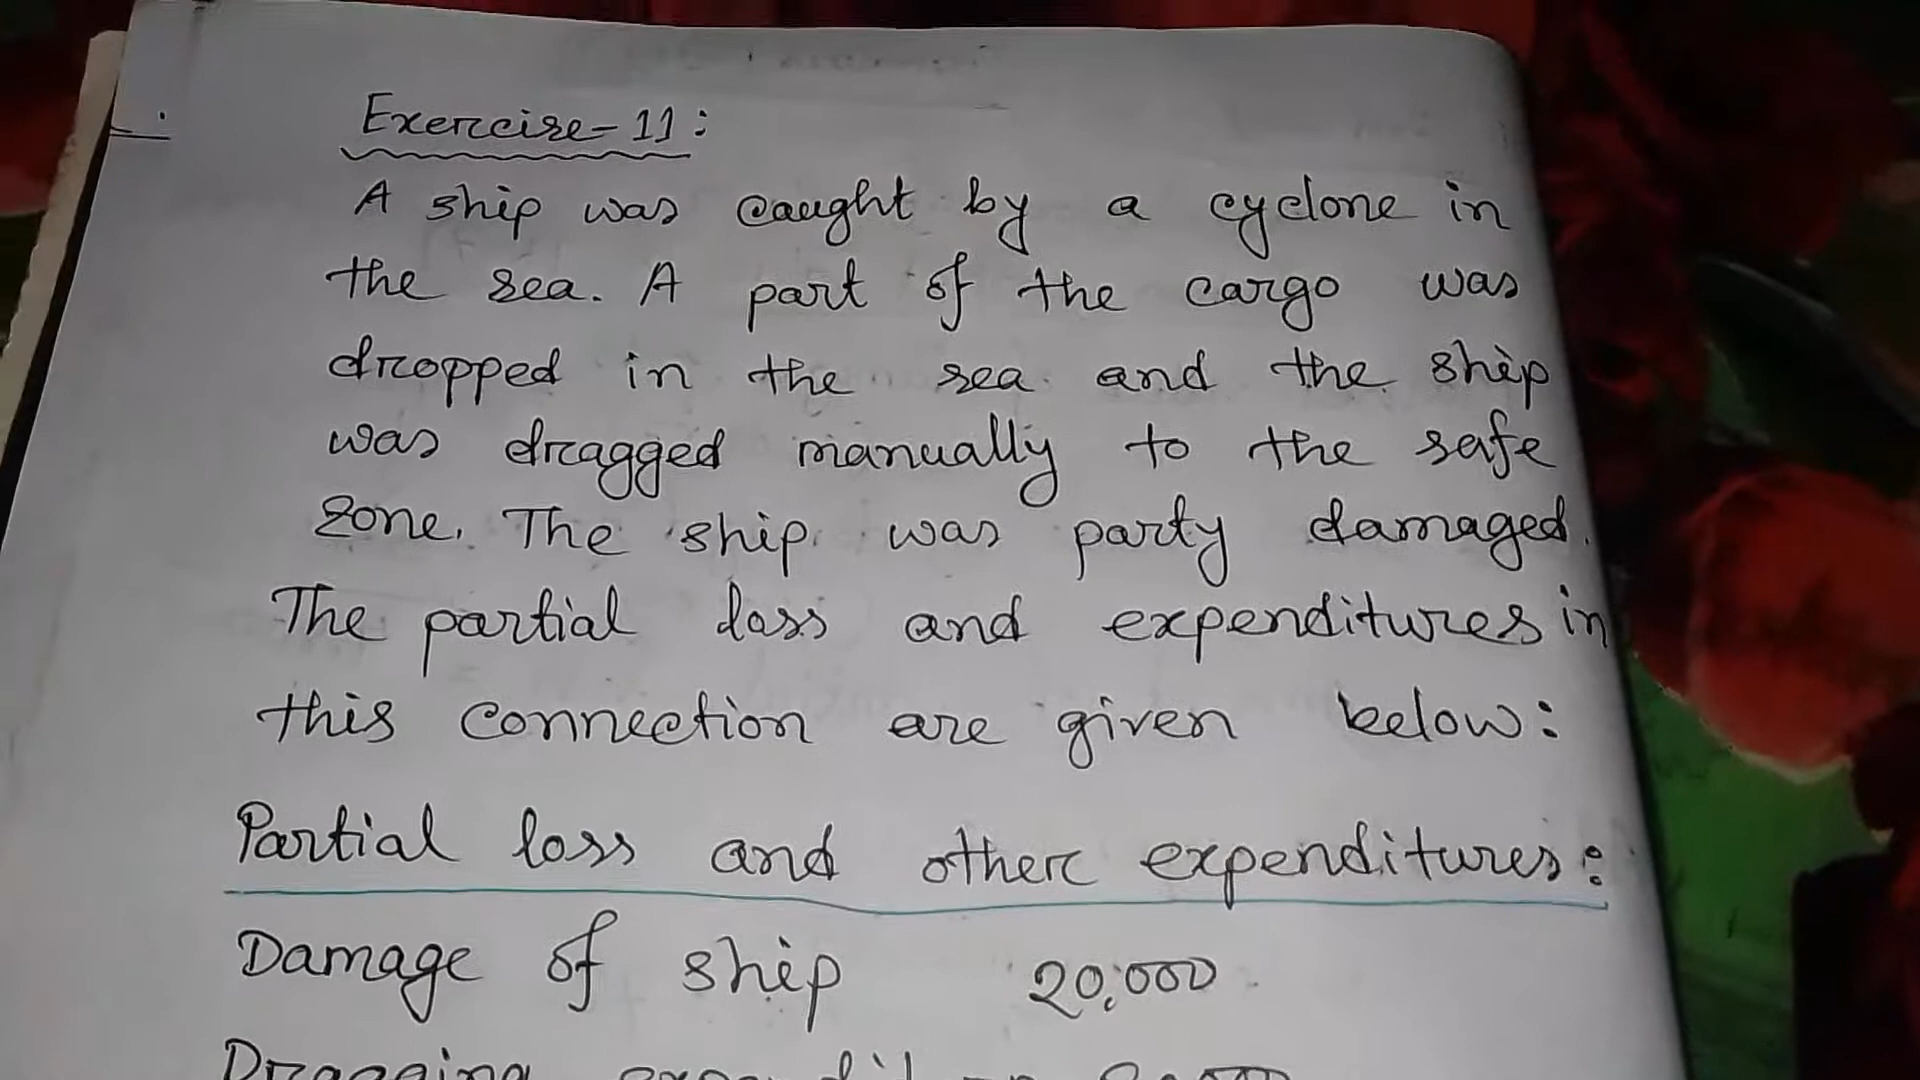 Exercise-11:
A ship was caught by a cyclone in
the sea. A part of the cargo was
dropped in the sea and the ship
was dragged manually to the safe
zone. The ship was party damaged.
The partial loss and expenditures in
this connection are given below:
Partial loss and other expenditures:
Damage of ship 20,000
Dragging